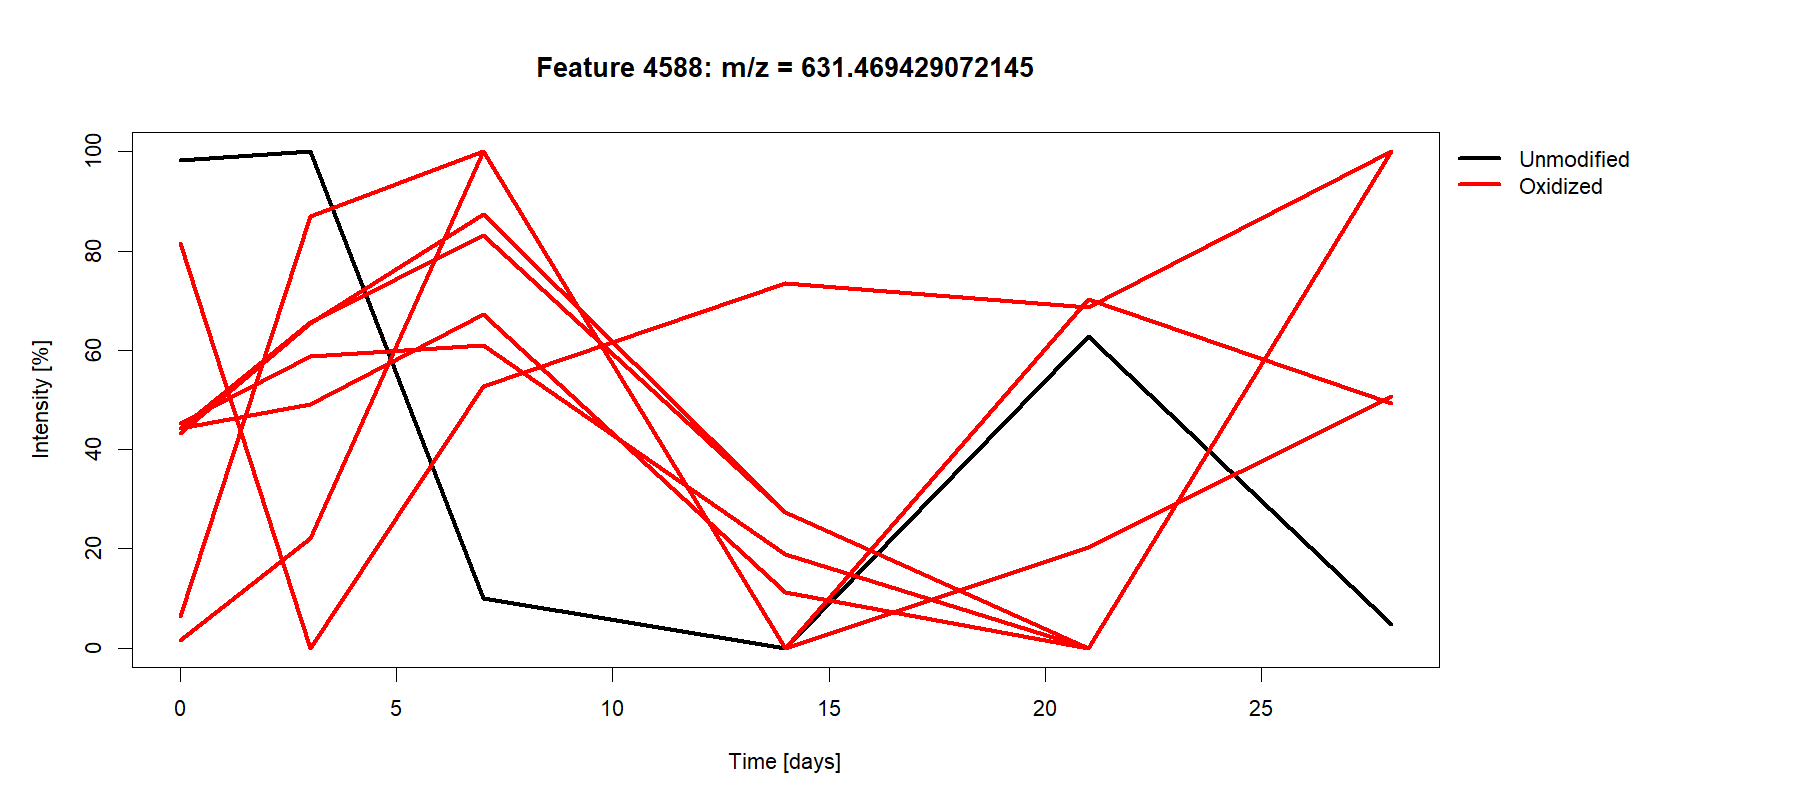 Feature 4588: m/z = 631.469429072145
Unmodified
Oxidized
Intensity [%]
100
80
60
40
20
0
0 5 10 15 20 25
Time [days]